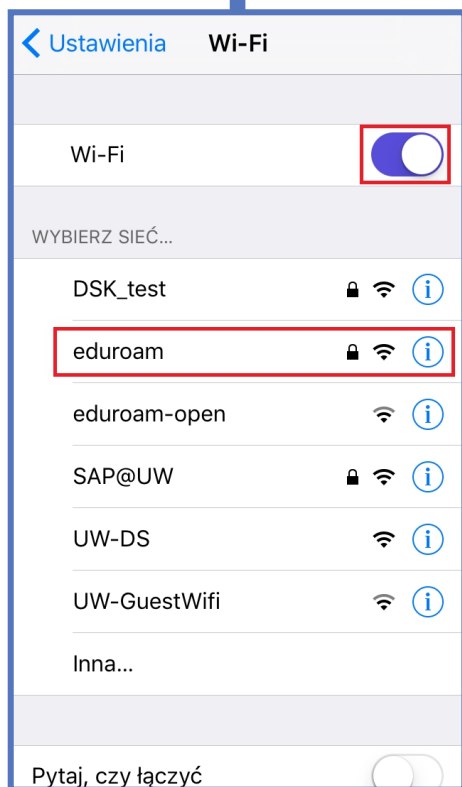 Ustawienia Wi-Fi
Wi-Fi
WYBIERZ SIEĆ...
DSK_test
eduroam
eduroam-open
SAP@UW
UW-DS
UW-GuestWifi
Inna...
Pytaj, czy łączyć